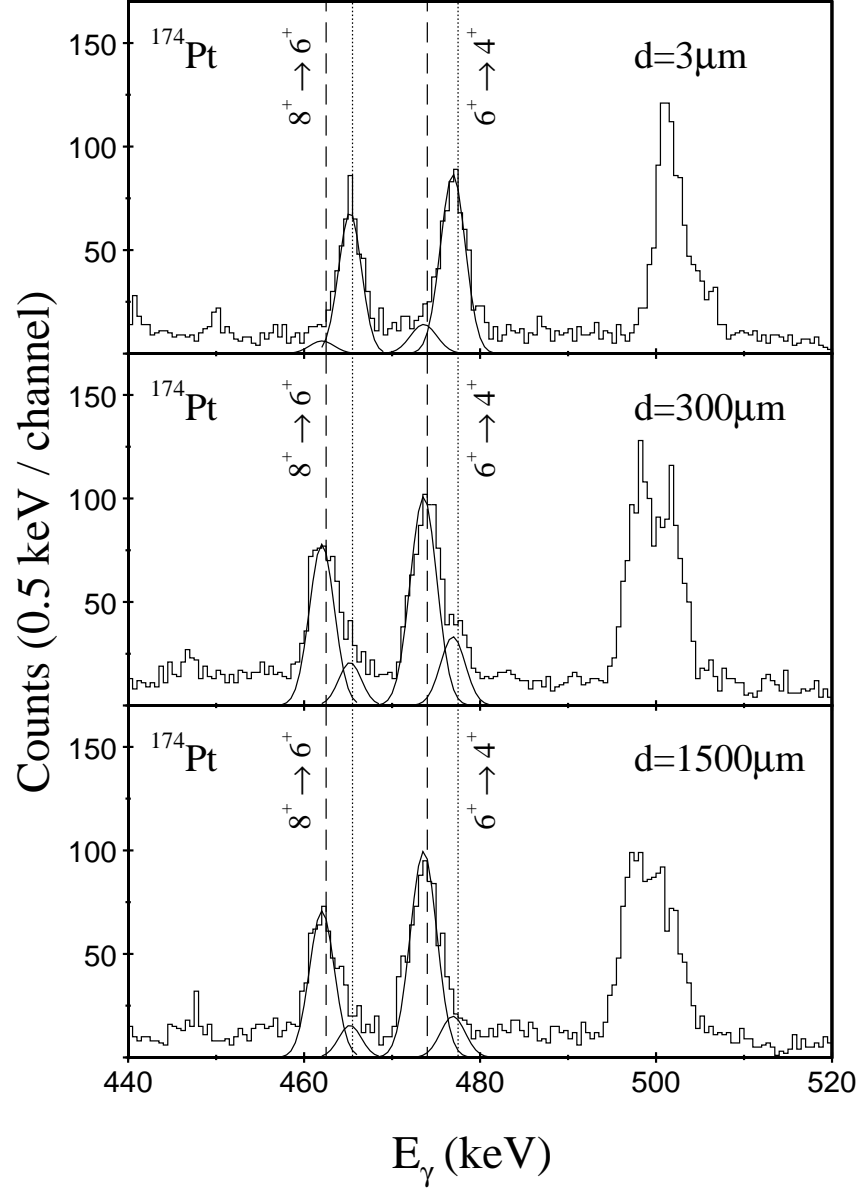 150
100
50
¹⁷⁴Pt
8⁺ → 6⁺
6⁺ → 4⁺
d=3μm
150
100
50
¹⁷⁴Pt
8⁺ → 6⁺
6⁺ → 4⁺
d=300μm
150
100
50
¹⁷⁴Pt
8⁺ → 6⁺
6⁺ → 4⁺
d=1500μm
Counts (0.5 keV / channel)
440 460 480 500 520
E_γ (keV)